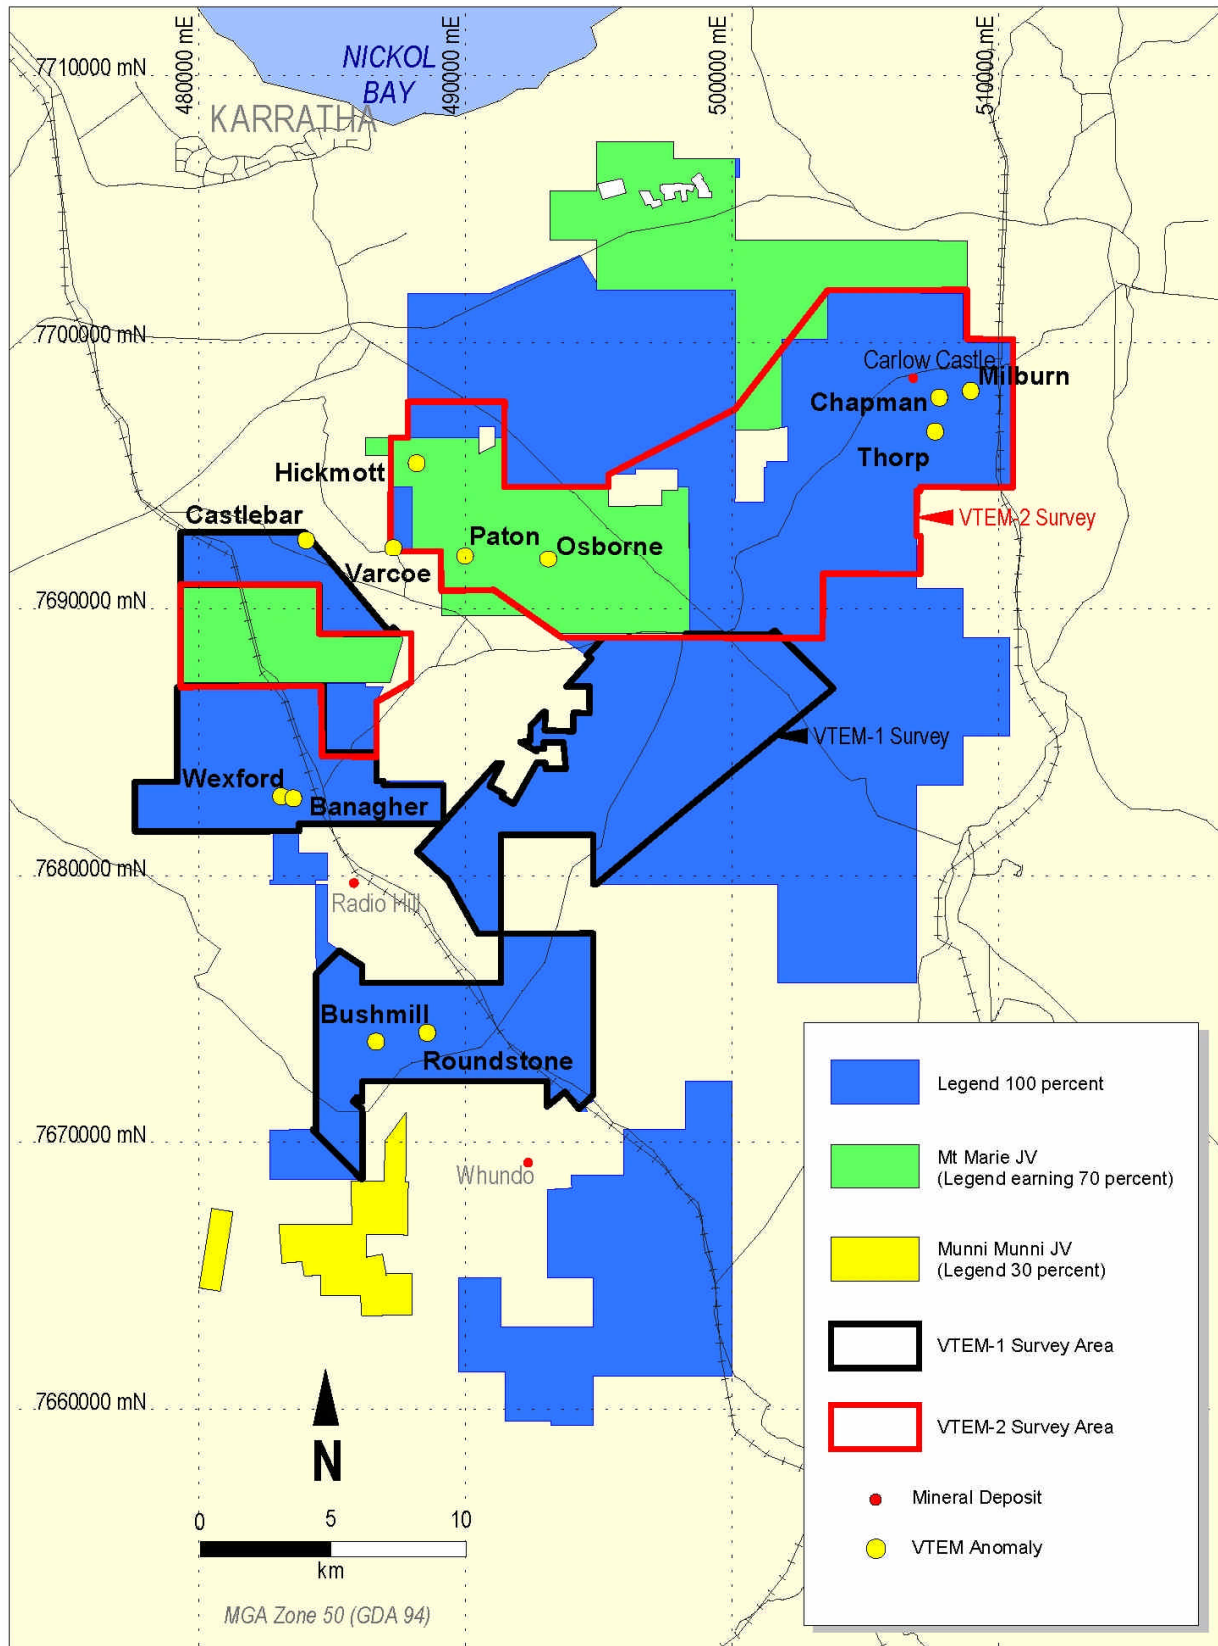 480000 mE
490000 mE
500000 mE
510000 mE
NICKOL
BAY
7710000 mN
KARRATHA
7700000 mN
Carlow Castle
Milburn
Chapman
Thorp
Hickmott
Castlebar
VTEM-2 Survey
Paton
Osborne
Varcoe
7690000 mN
VTEM-1 Survey
Wexford
Banagher
7680000 mN
Radio Hill
Bushmill
Roundstone
7670000 mN
Whundo
7660000 mN
N
0
5
10
km
MGA Zone 50 (GDA 94)
Legend 100 percent
Mt Marie JV
(Legend earning 70 percent)
Munni Munni JV
(Legend 30 percent)
VTEM-1 Survey Area
VTEM-2 Survey Area
Mineral Deposit
VTEM Anomaly